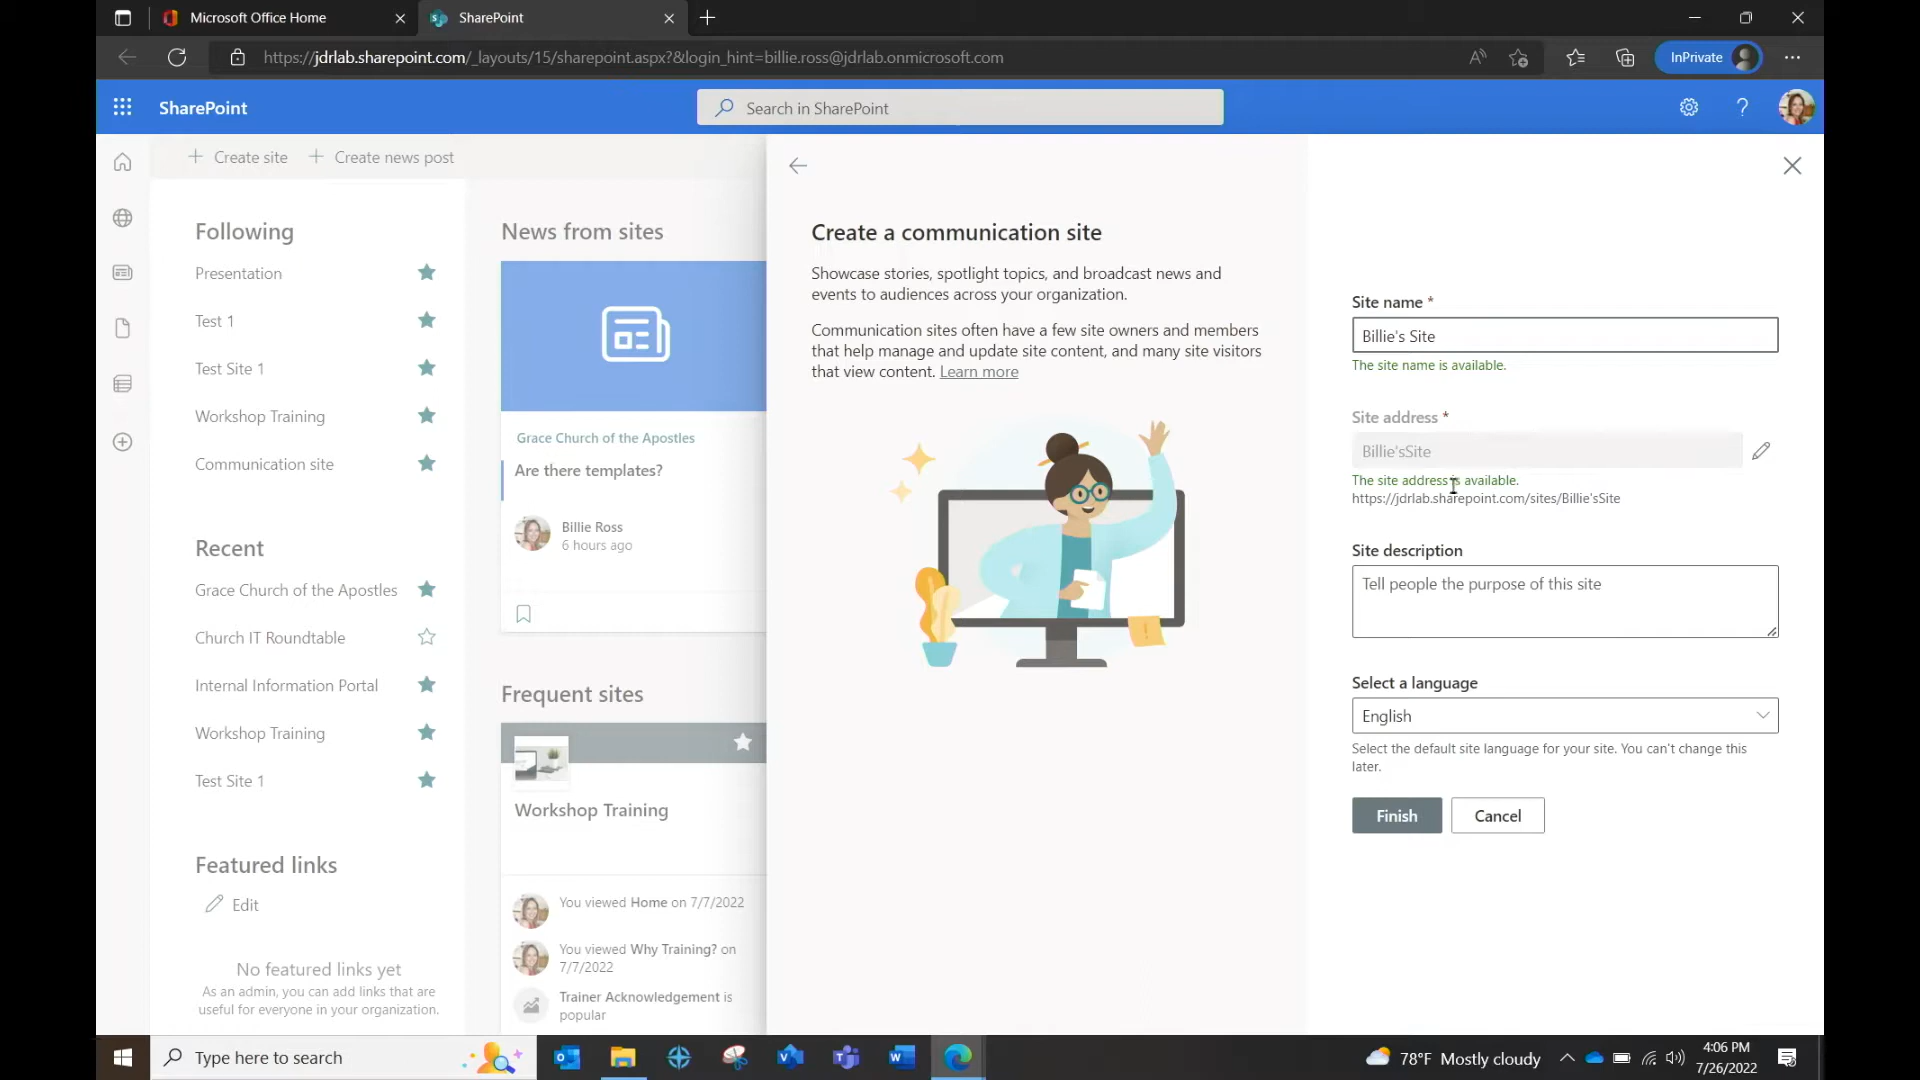 Microsoft Office Home
SharePoint
https://jdrlab.sharepoint.com/_layouts/15/sharepoint.aspx?&login_hint=billie.ross@jdrlab.onmicrosoft.com
InPrivate
SharePoint
Search in SharePoint
Create site
Create news post
Following
Presentation
Test 1
Test Site 1
Workshop Training
Communication site
Recent
Grace Church of the Apostles
Church IT Roundtable
Internal Information Portal
Workshop Training
Test Site 1
Featured links
Edit
No featured links yet
As an admin, you can add links that are
useful for everyone in your organization.
News from sites
Grace Church of the Apostles
Are there templates?
Billie Ross
6 hours ago
Frequent sites
Workshop Training
You viewed Home on 7/7/2022
You viewed Why Training? on
7/7/2022
Trainer Acknowledgement is
popular
Create a communication site
Showcase stories, spotlight topics, and broadcast news and
events to audiences across your organization.
Communication sites often have a few site owners and members
that help manage and update site content, and many site visitors
that view content. Learn more
Site name *
Billie's Site
The site name is available.
Site address *
Billie'sSite
The site address is available.
https://jdrlab.sharepoint.com/sites/Billie'sSite
Site description
Tell people the purpose of this site
Select a language
English
Select the default site language for your site. You can't change this
later.
Finish
Cancel
Type here to search
78°F Mostly cloudy
4:06 PM
7/26/2022